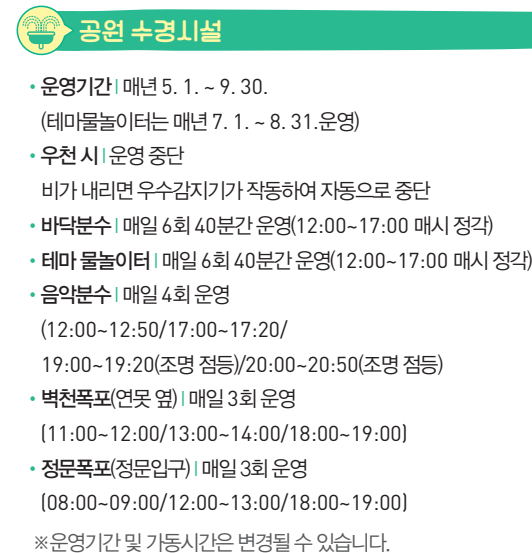 공원 수경시설
• 운영기간 | 매년 5. 1. ~ 9. 30.
(테마물놀이터는 매년 7. 1. ~ 8. 31.운영)
• 우천 시 | 운영 중단
비가 내리면 우수감지기가 작동하여 자동으로 중단
• 바닥분수 | 매일 6회 40분간 운영(12:00~17:00 매시 정각)
• 테마 물놀이터 | 매일 6회 40분간 운영(12:00~17:00 매시 정각)
• 음악분수 | 매일 4회 운영
(12:00~12:50/17:00~17:20/
19:00~19:20(조명 점등)/20:00~20:50(조명 점등)
• 벽천폭포(연못 옆) | 매일 3회 운영
(11:00~12:00/13:00~14:00/18:00~19:00)
• 정문폭포(정문입구) | 매일 3회 운영
(08:00~09:00/12:00~13:00/18:00~19:00)
※운영기간 및 가동시간은 변경될 수 있습니다.